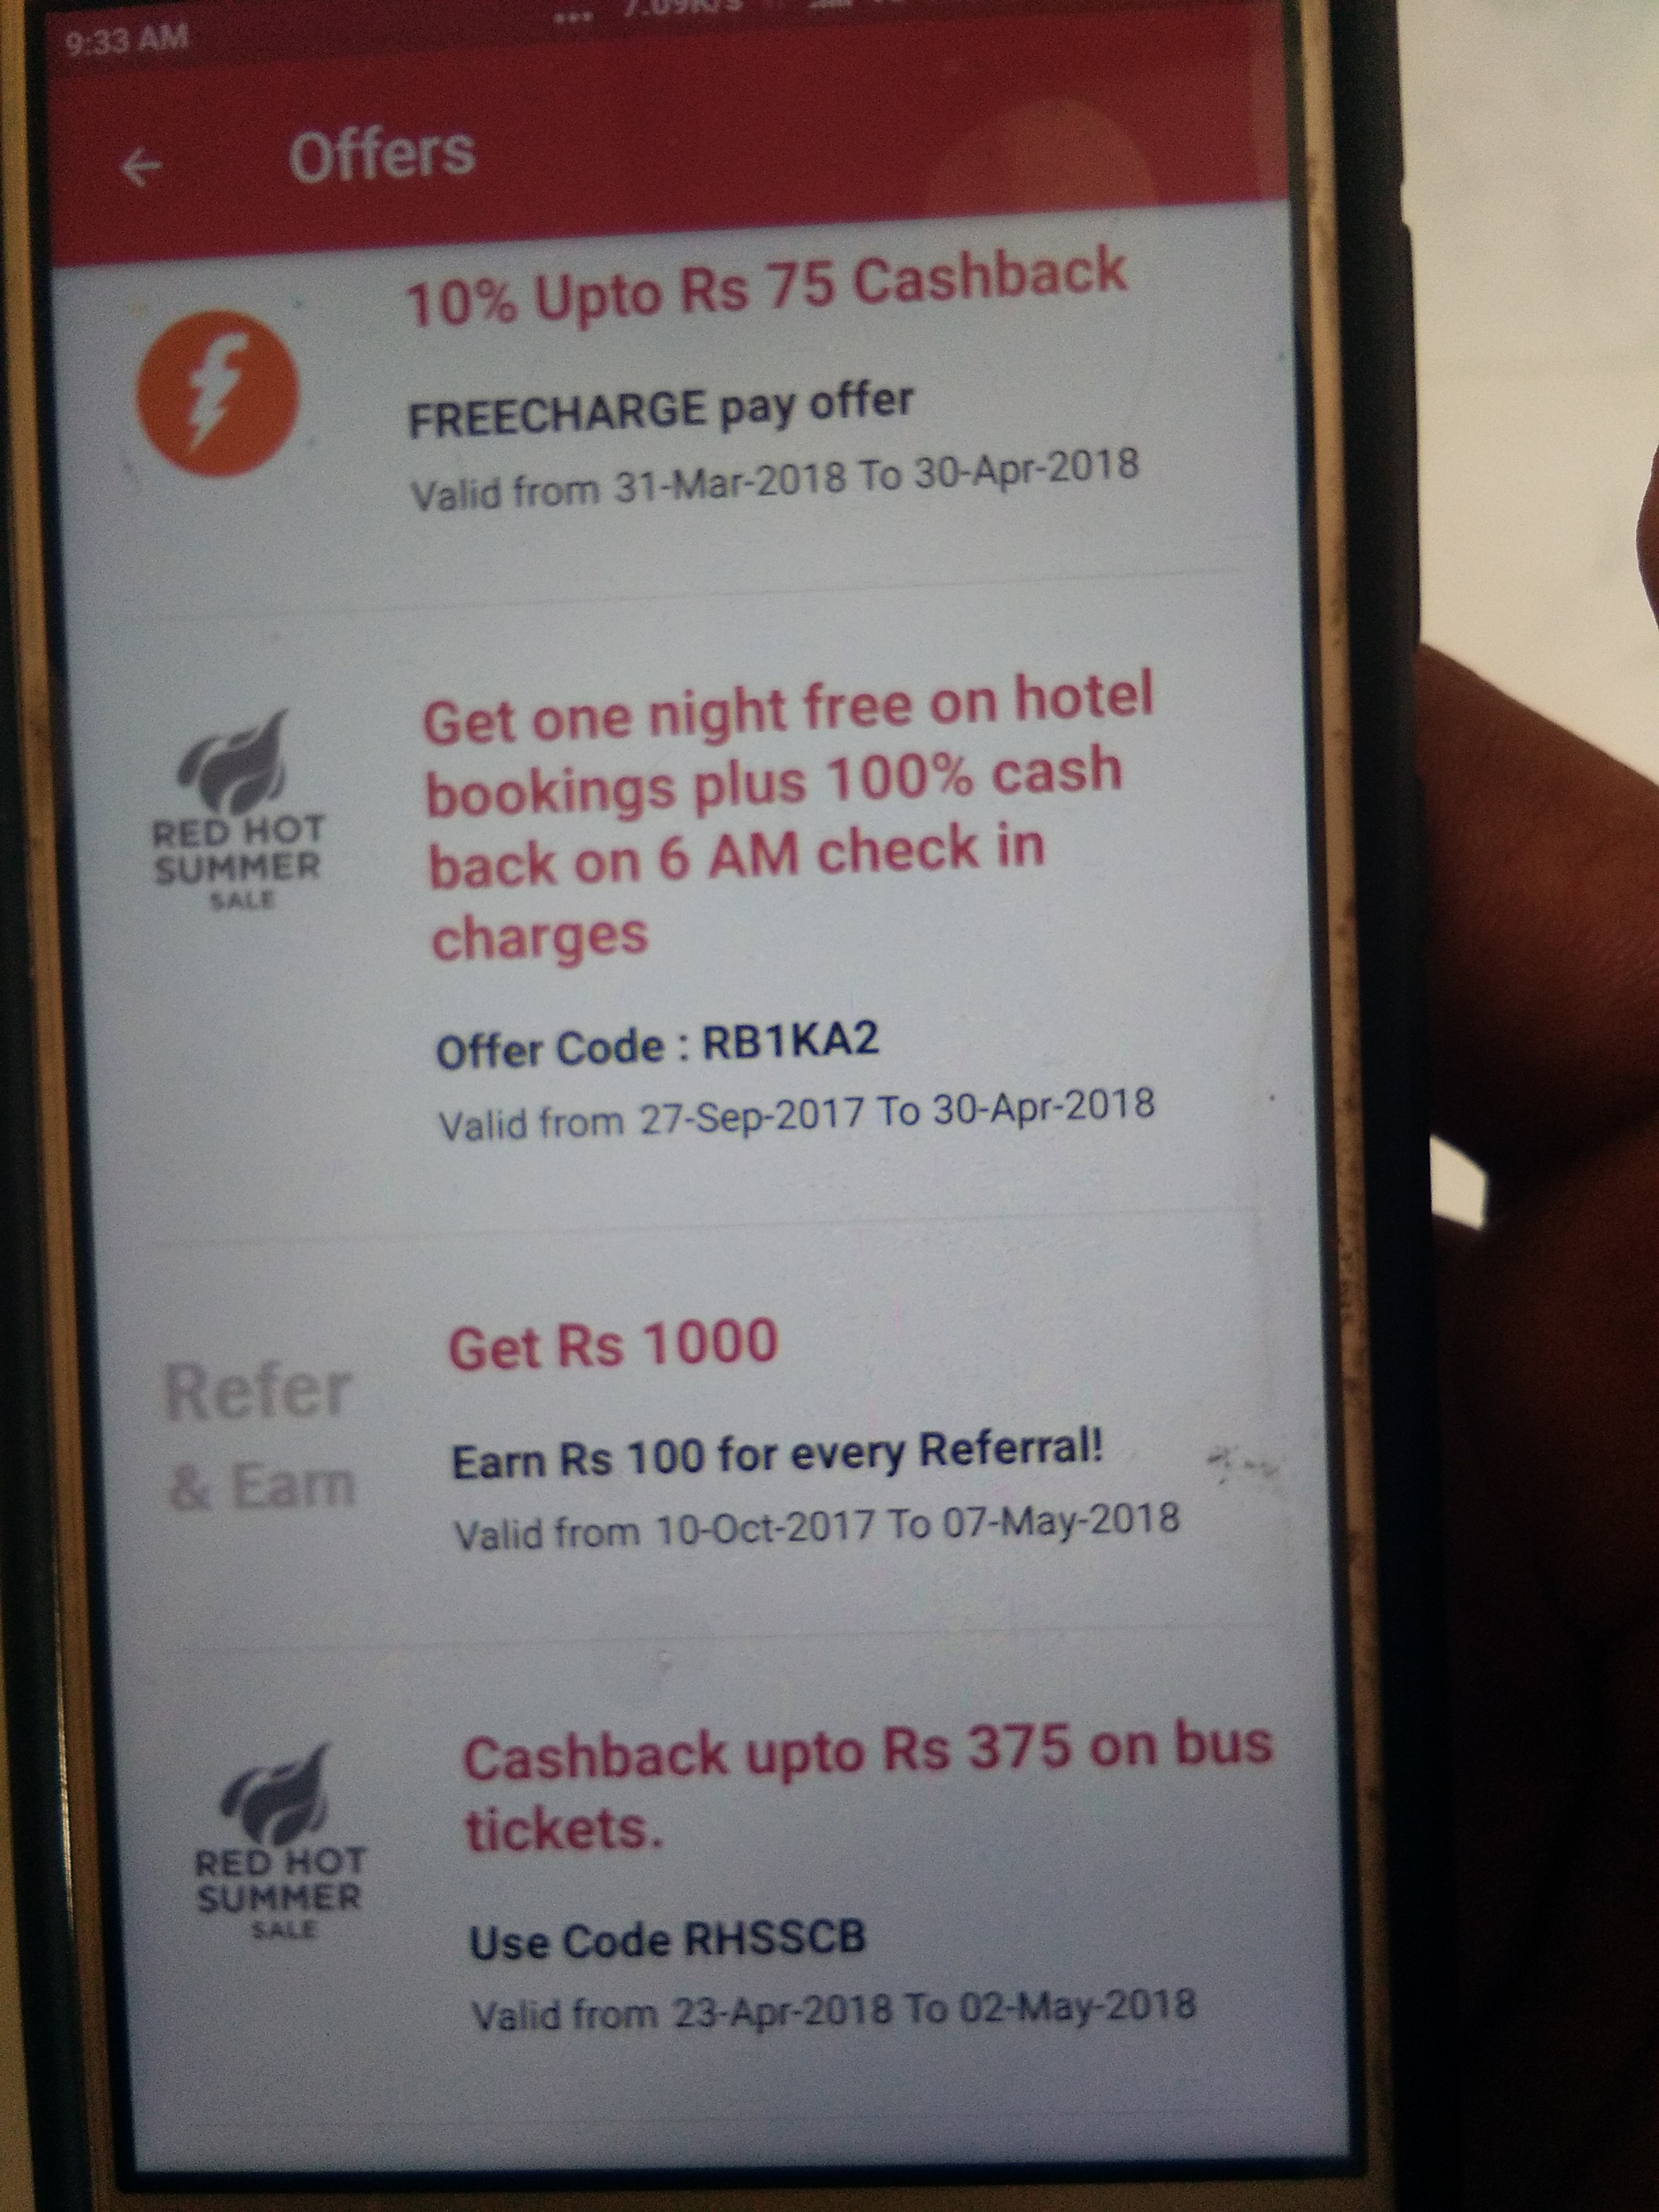 9:33 AM
... 7.09K/s
Offers
10% Upto Rs 75 Cashback
FREECHARGE pay offer
Valid from 31-Mar-2018 To 30-Apr-2018
RED HOT
SUMMER
SALE
Get one night free on hotel
bookings plus 100% cash
back on 6 AM check in
charges
Offer Code : RB1KA2
Valid from 27-Sep-2017 To 30-Apr-2018
Refer
& Earn
Get Rs 1000
Earn Rs 100 for every Referral!
Valid from 10-Oct-2017 To 07-May-2018
RED HOT
SUMMER
SALE
Cashback upto Rs 375 on bus
tickets.
Use Code RHSSCB
Valid from 23-Apr-2018 To 02-May-2018